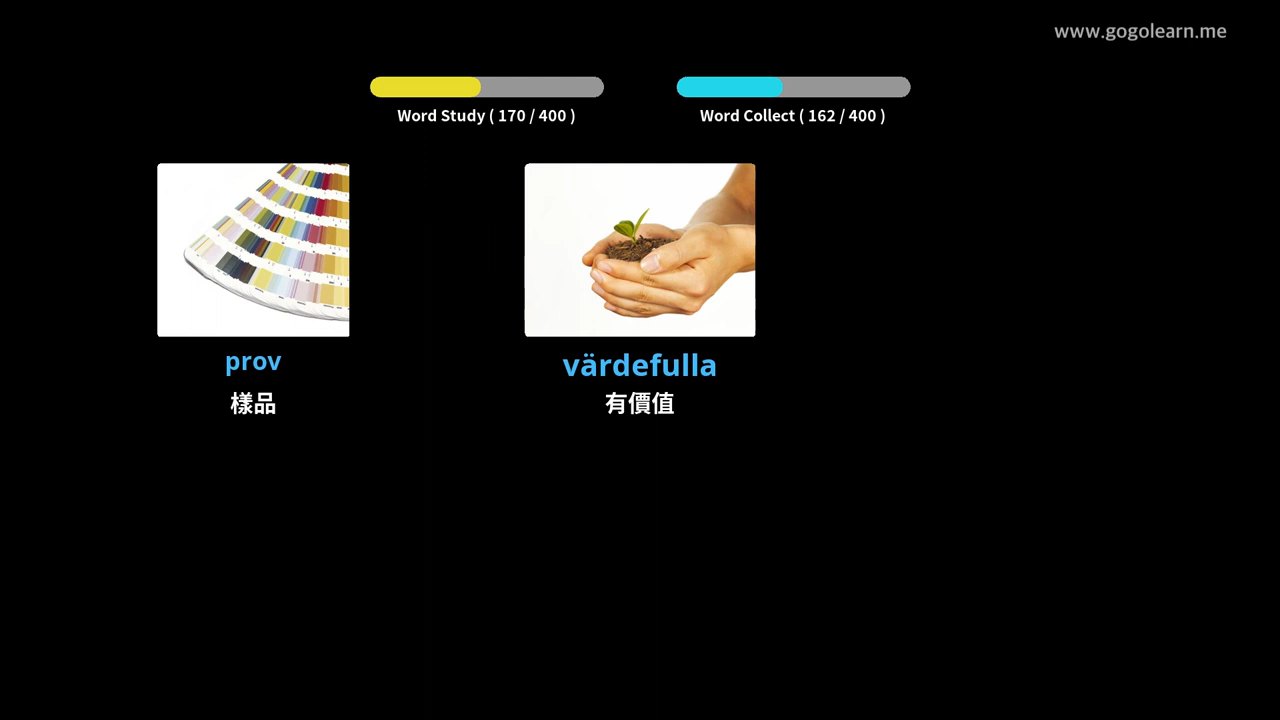 www.gogolearn.me
Word Study ( 170 / 400 )
Word Collect ( 162 / 400 )
prov
樣品
värdefulla
有價值